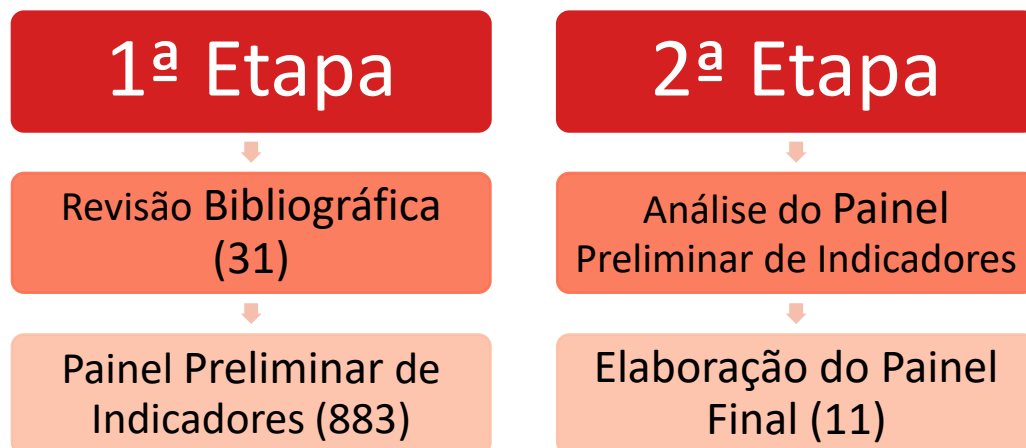 1ª Etapa
Revisão Bibliográfica
(31)
Painel Preliminar de
Indicadores (883)
2ª Etapa
Análise do Painel
Preliminar de Indicadores
Elaboração do Painel
Final (11)